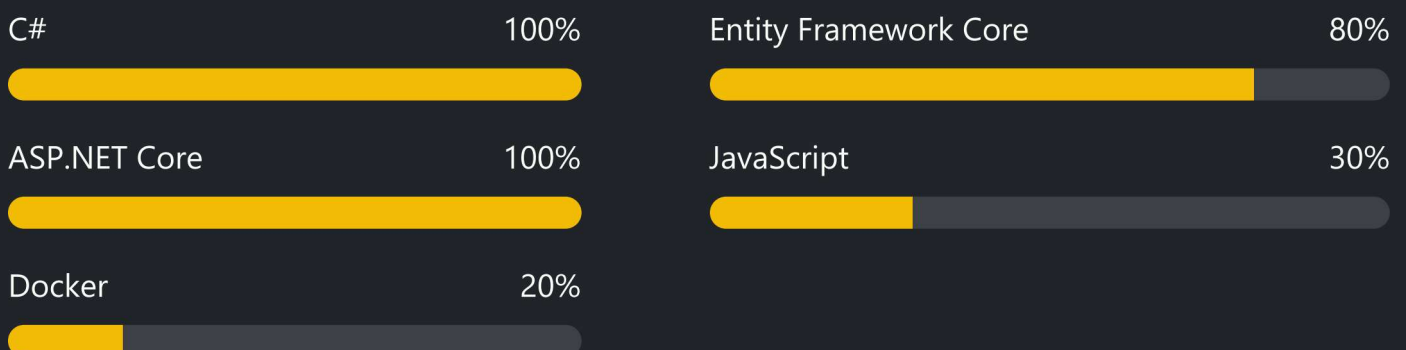 C# 100%
ASP.NET Core 100%
Docker 20%
Entity Framework Core 80%
JavaScript 30%